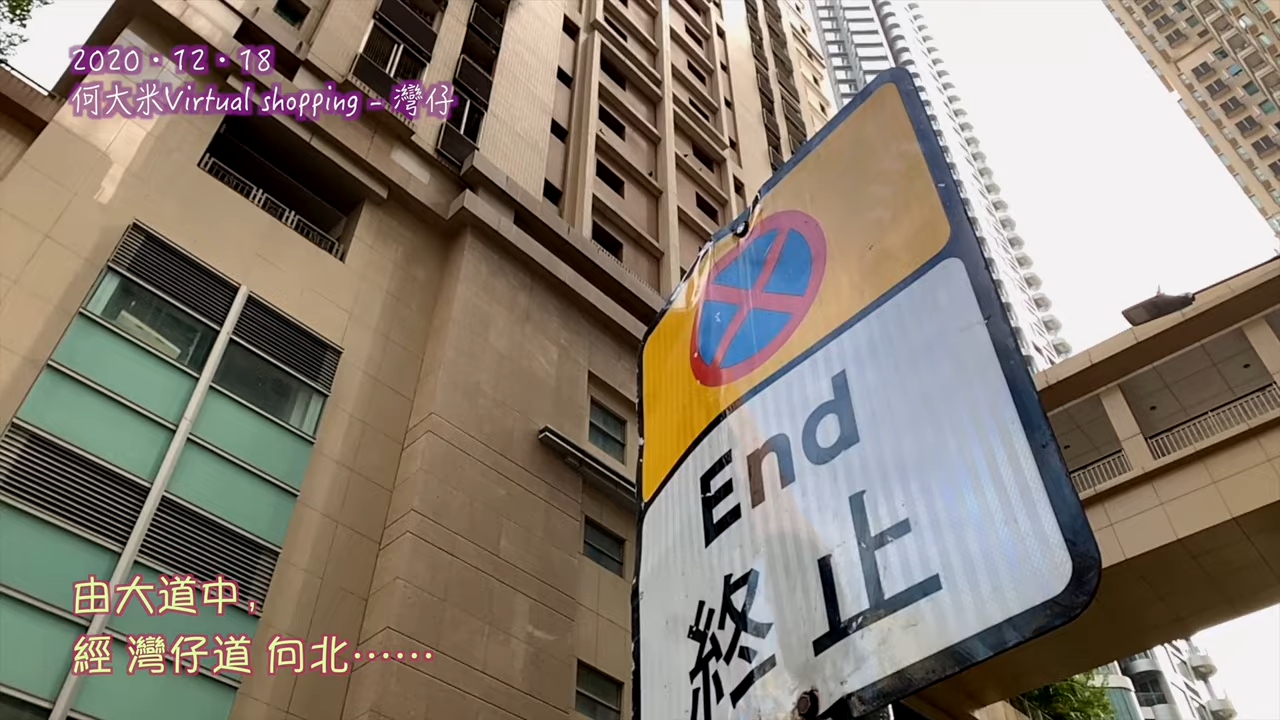 2020·12·18
何大米Virtual shopping - 灣仔
End
終止
由大道中，
經 灣仔道 向北……